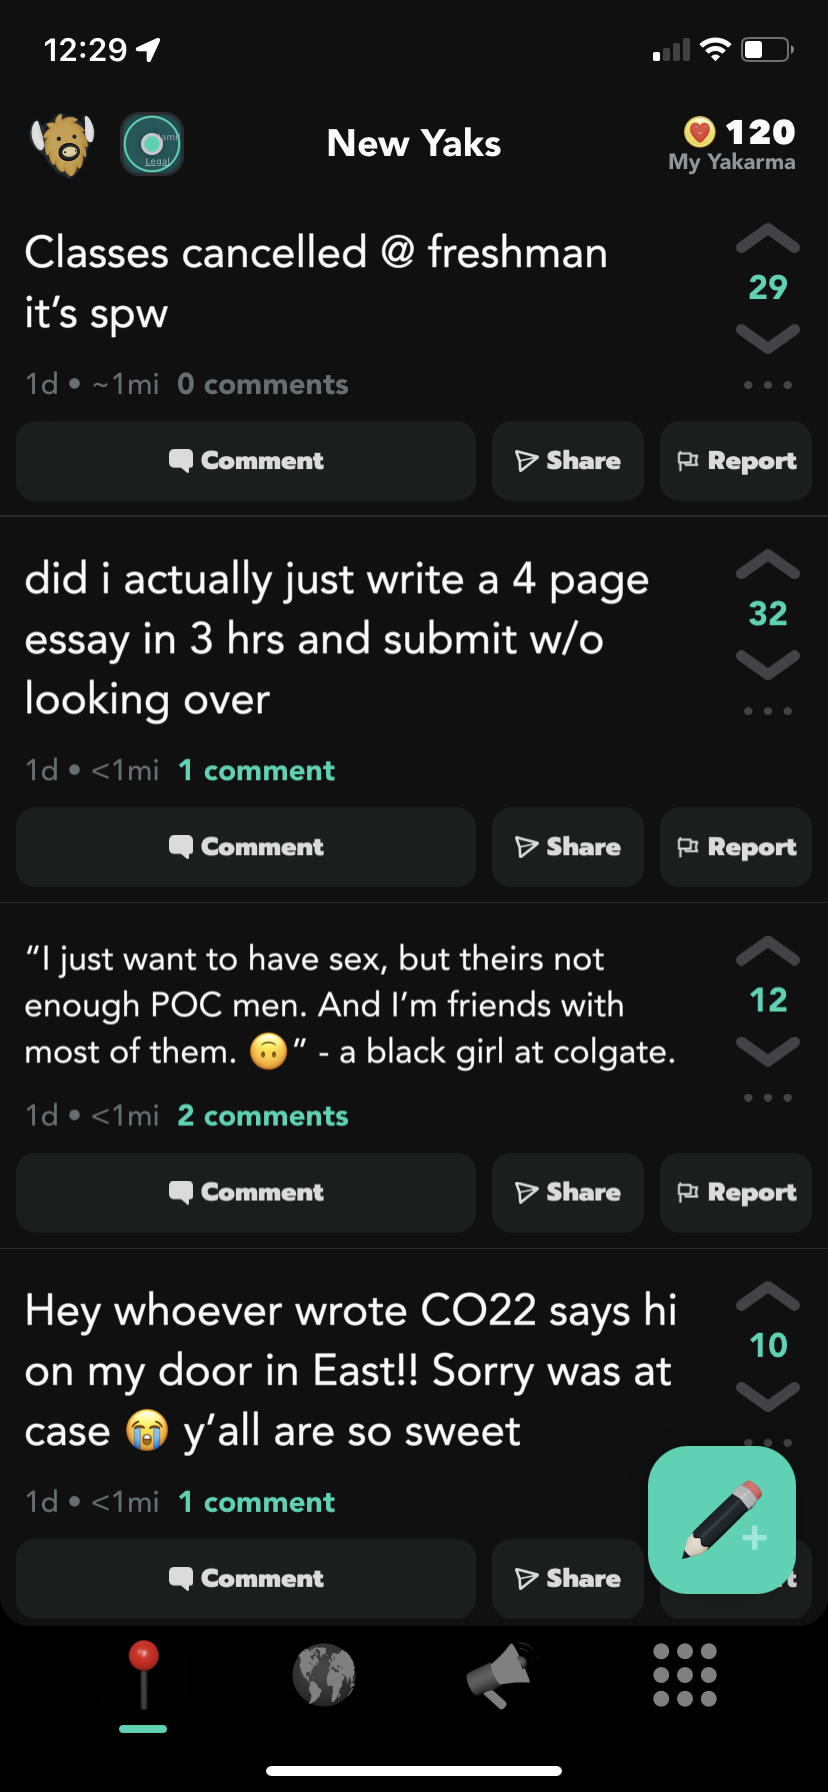 12:29
Legal
New Yaks
120
My Yakarma
Classes cancelled @ freshman
it’s spw
29
1d • ~1mi 0 comments
Comment
Share
Report
did i actually just write a 4 page
essay in 3 hrs and submit w/o
looking over
32
1d • <1mi 1 comment
Comment
Share
Report
“I just want to have sex, but theirs not
enough POC men. And I’m friends with
most of them. 🙃” - a black girl at colgate.
12
1d • <1mi 2 comments
Comment
Share
Report
Hey whoever wrote CO22 says hi
on my door in East!! Sorry was at
case 😭 y’all are so sweet
10
1d • <1mi 1 comment
Comment
Share